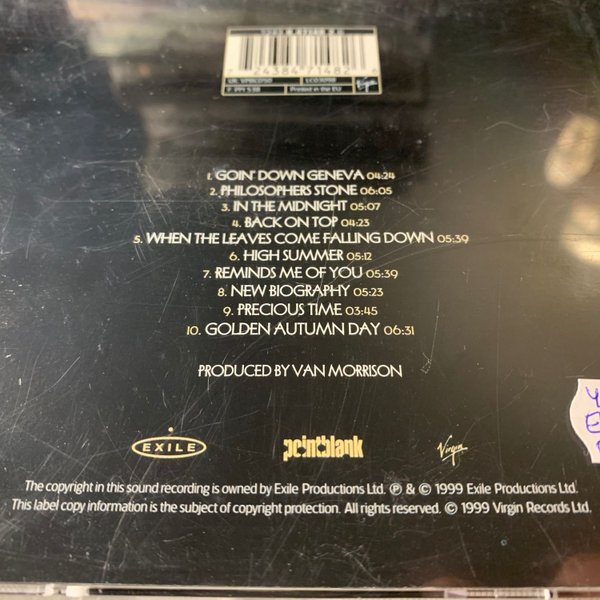 1. GOIN' DOWN GENEVA 04:24
2. PHILOSOPHERS STONE 06:05
3. IN THE MIDNIGHT 05:07
4. BACK ON TOP 04:23
5. WHEN THE LEAVES COME FALLING DOWN 05:39
6. HIGH SUMMER 05:12
7. REMINDS ME OF YOU 05:39
8. NEW BIOGRAPHY 05:23
9. PRECIOUS TIME 03:45
10. GOLDEN AUTUMN DAY 06:31
PRODUCED BY VAN MORRISON
EXILE
pointblank
Virgin
The copyright in this sound recording is owned by Exile Productions Ltd. ℗ & © 1999 Exile Productions Ltd.
This label copy information is the subject of copyright protection. All rights reserved. © 1999 Virgin Records Ltd.